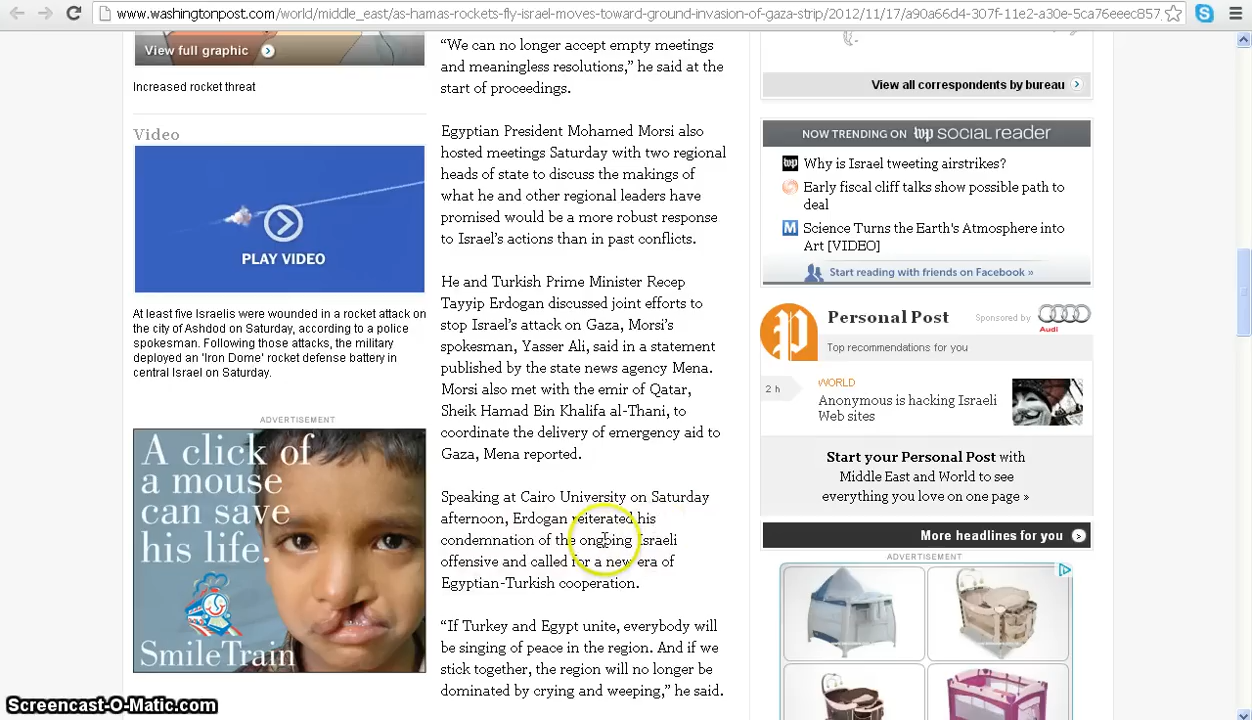 www.washingtonpost.com/world/middle_east/as-hamas-rockets-fly-israel-moves-toward-ground-invasion-of-gaza-strip/2012/11/17/a90a66d4-307f-11e2-a30e-5ca76eeec857_
View full graphic
Increased rocket threat
Video
PLAY VIDEO
At least five Israelis were wounded in a rocket attack on
the city of Ashdod on Saturday, according to a police
spokesman. Following those attacks, the military
deployed an 'Iron Dome' rocket defense battery in
central Israel on Saturday.
ADVERTISEMENT
A click of
a mouse
can save
his life.
SmileTrain
“We can no longer accept empty meetings
and meaningless resolutions,” he said at the
start of proceedings.
Egyptian President Mohamed Morsi also
hosted meetings Saturday with two regional
heads of state to discuss the makings of
what he and other regional leaders have
promised would be a more robust response
to Israel’s actions than in past conflicts.
He and Turkish Prime Minister Recep
Tayyip Erdogan discussed joint efforts to
stop Israel’s attack on Gaza, Morsi’s
spokesman, Yasser Ali, said in a statement
published by the state news agency Mena.
Morsi also met with the emir of Qatar,
Sheik Hamad Bin Khalifa al-Thani, to
coordinate the delivery of emergency aid to
Gaza, Mena reported.
Speaking at Cairo University on Saturday
afternoon, Erdogan reiterated his
condemnation of the ongoing Israeli
offensive and called for a new era of
Egyptian-Turkish cooperation.
“If Turkey and Egypt unite, everybody will
be singing of peace in the region. And if we
stick together, the region will no longer be
dominated by crying and weeping,” he said.
View all correspondents by bureau
NOW TRENDING ON wp SOCIAL READER
wp Why is Israel tweeting airstrikes?
Early fiscal cliff talks show possible path to
deal
M Science Turns the Earth's Atmosphere into
Art [VIDEO]
Start reading with friends on Facebook »
Personal Post
Sponsored by
Audi
Top recommendations for you
2 h
WORLD
Anonymous is hacking Israeli
Web sites
Start your Personal Post with
Middle East and World to see
everything you love on one page »
More headlines for you
ADVERTISEMENT
Screencast-O-Matic.com